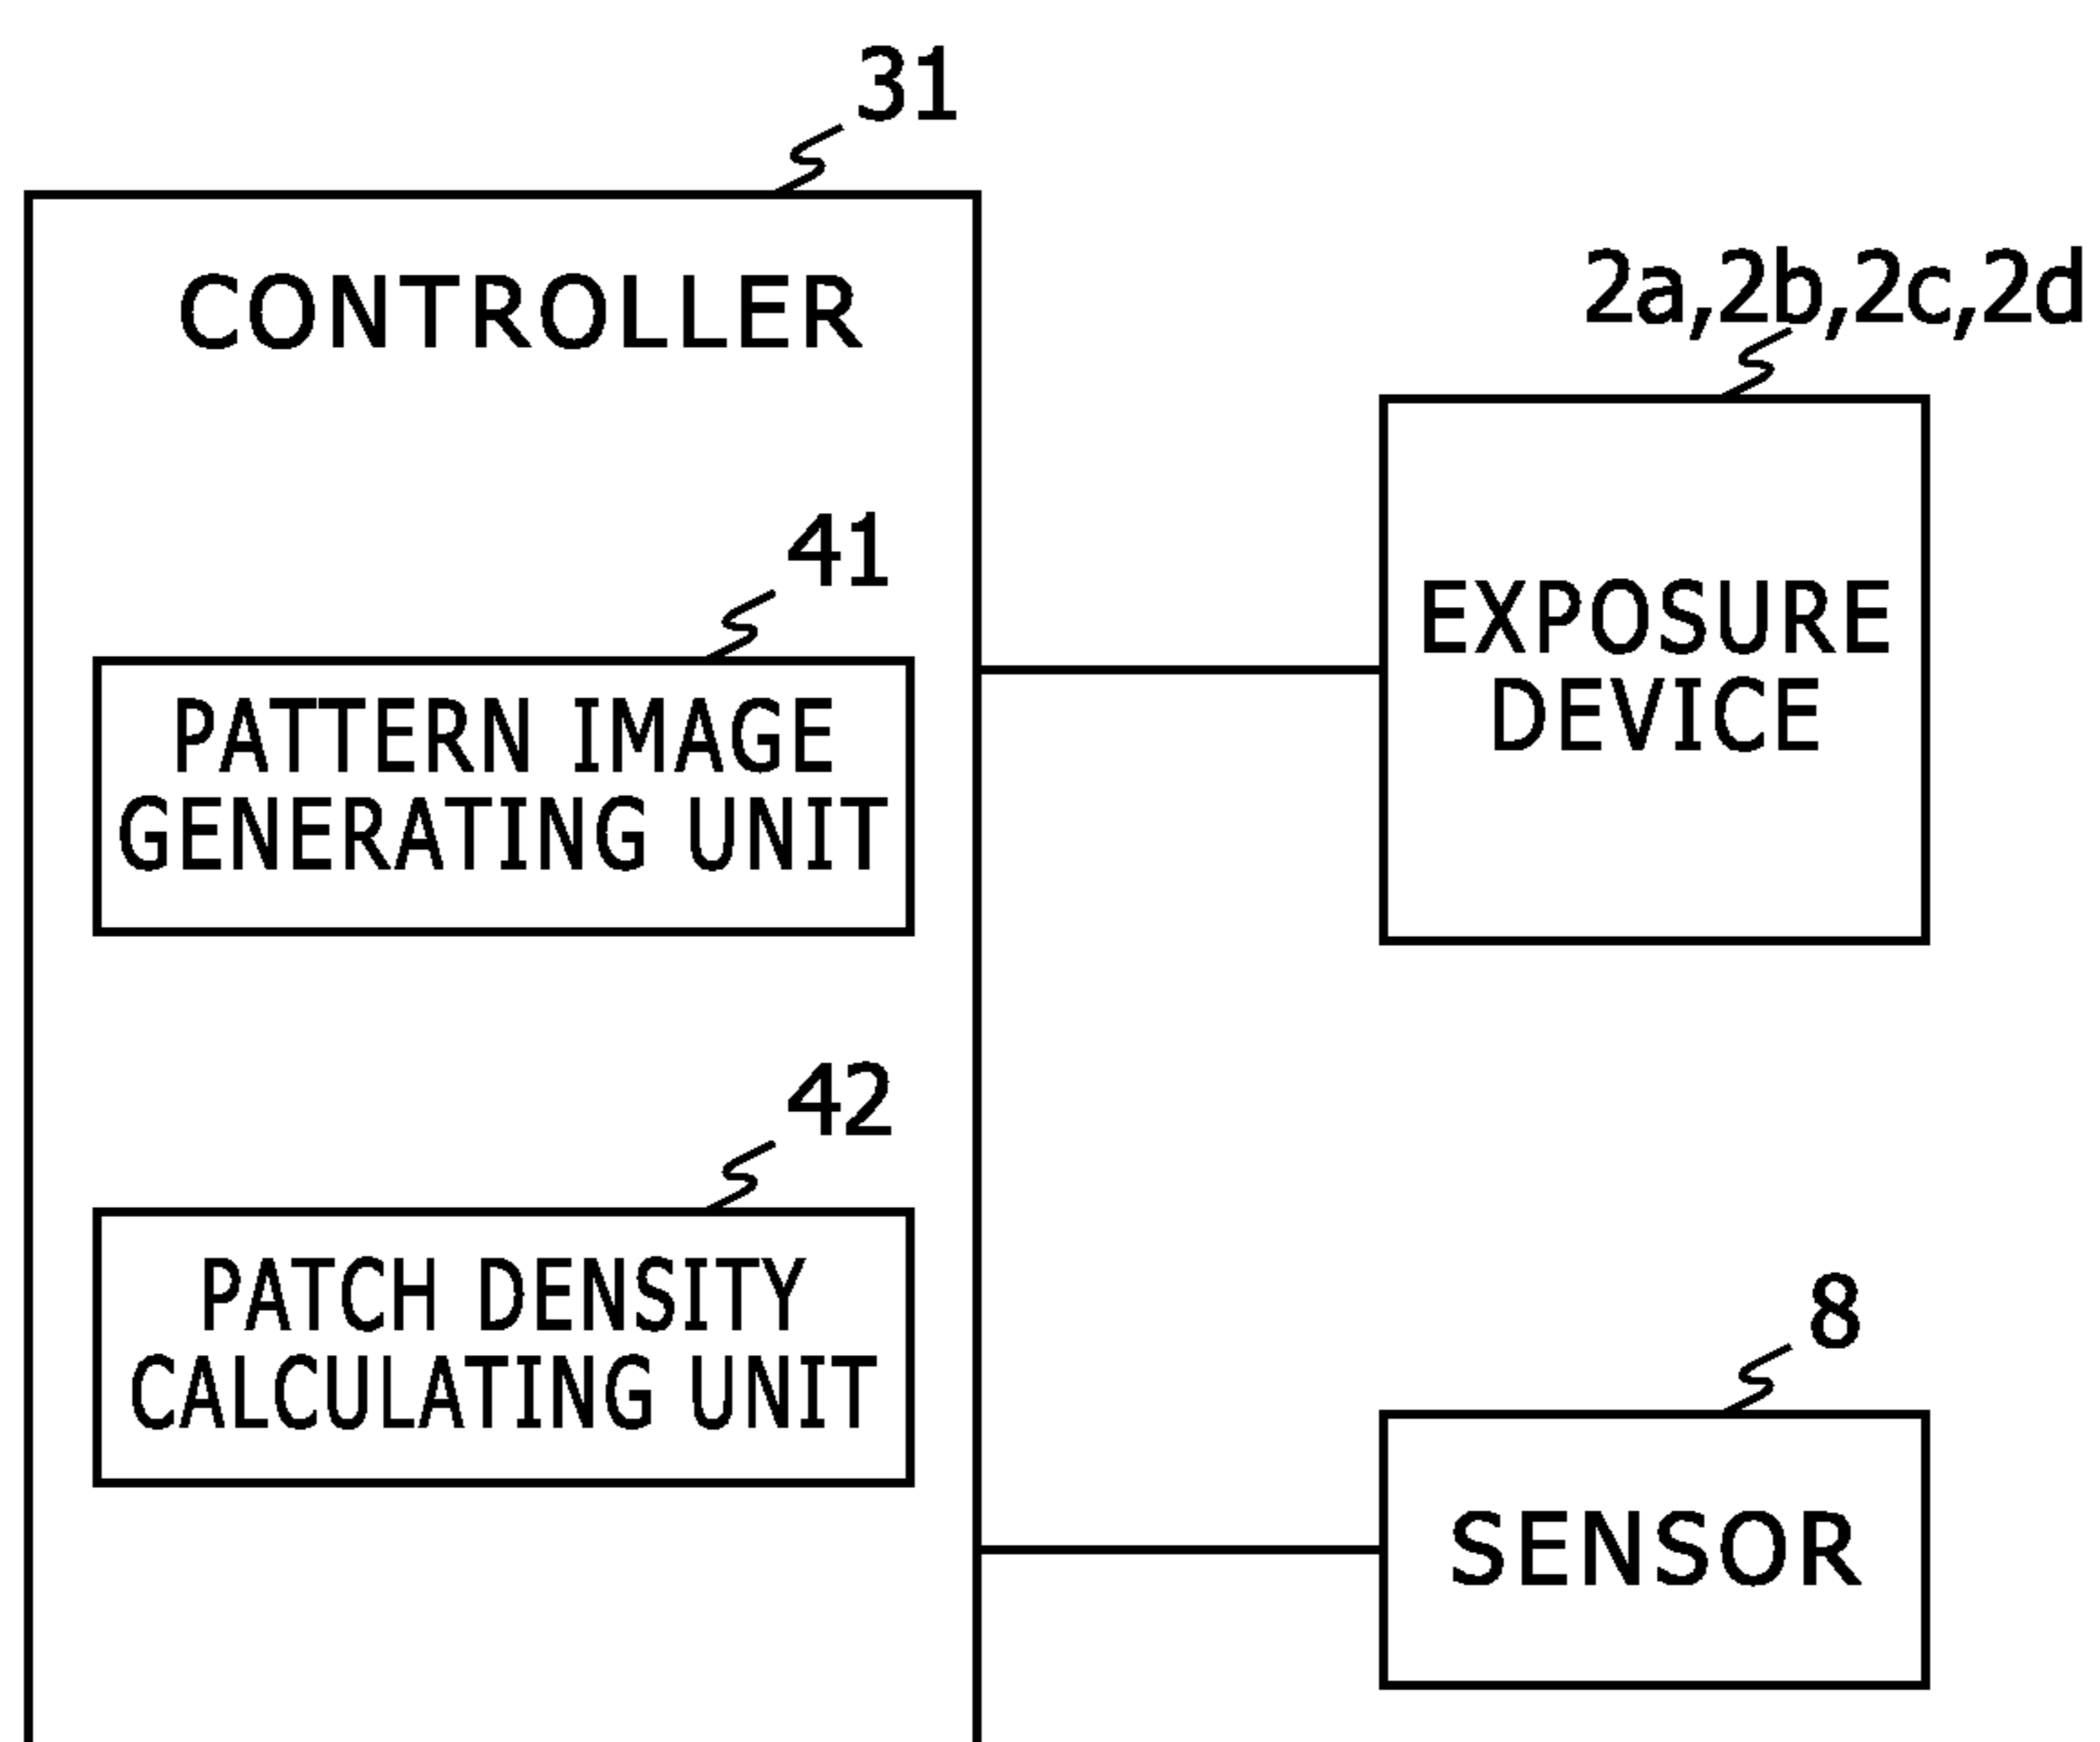 31
CONTROLLER
41
PATTERN IMAGE
GENERATING UNIT
42
PATCH DENSITY
CALCULATING UNIT
2a,2b,2c,2d
EXPOSURE
DEVICE
8
SENSOR